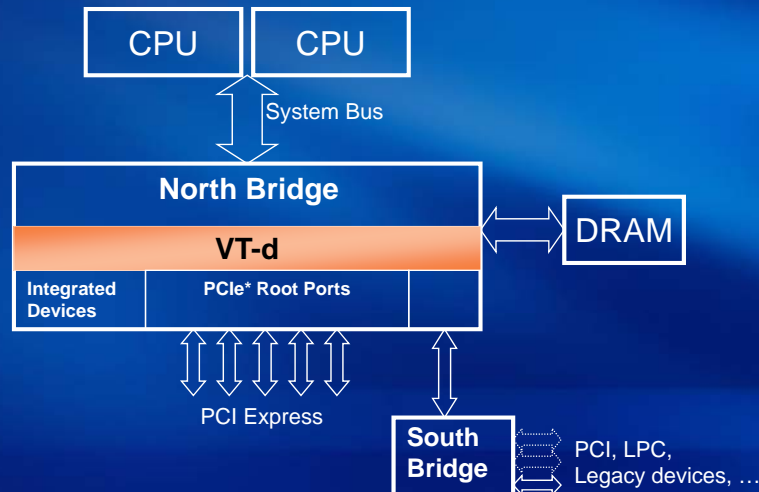 CPU CPU
System Bus
North Bridge
VT-d
DRAM
Integrated
Devices
PCIe* Root Ports
PCI Express
South
Bridge
PCI, LPC,
Legacy devices, …